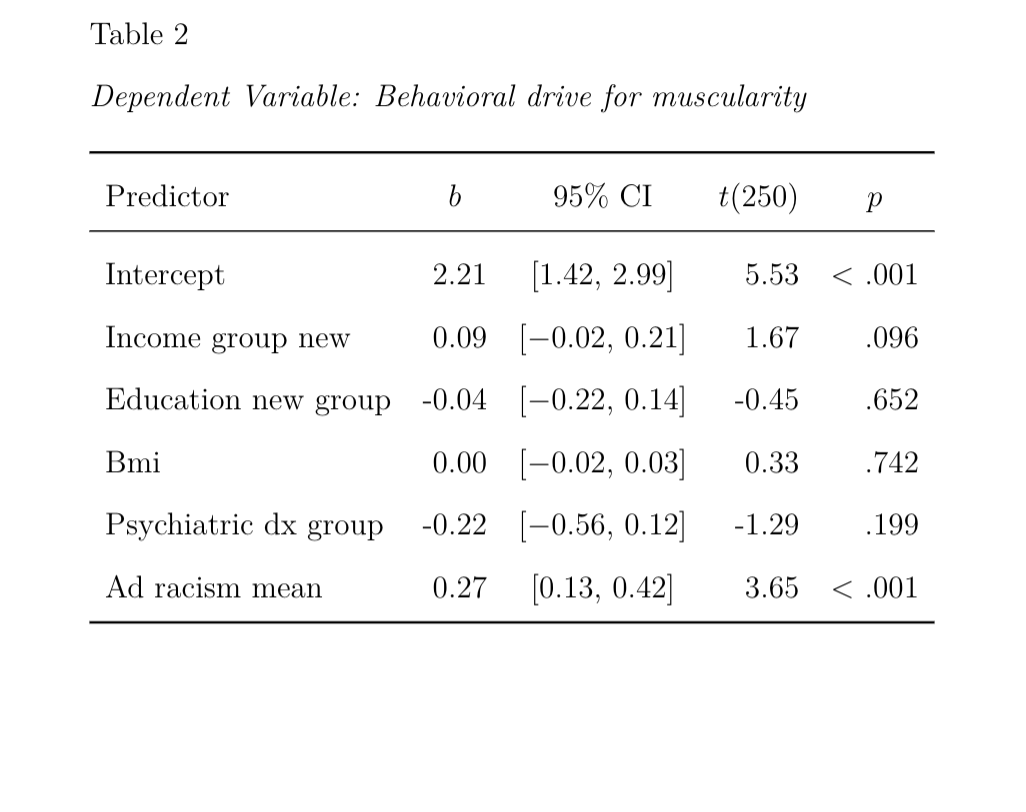 Table 2
Dependent Variable: Behavioral drive for muscularity
Predictor b 95% CI t(250) p
Intercept 2.21 [1.42, 2.99] 5.53 < .001
Income group new 0.09 [−0.02, 0.21] 1.67 .096
Education new group -0.04 [−0.22, 0.14] -0.45 .652
Bmi 0.00 [−0.02, 0.03] 0.33 .742
Psychiatric dx group -0.22 [−0.56, 0.12] -1.29 .199
Ad racism mean 0.27 [0.13, 0.42] 3.65 < .001